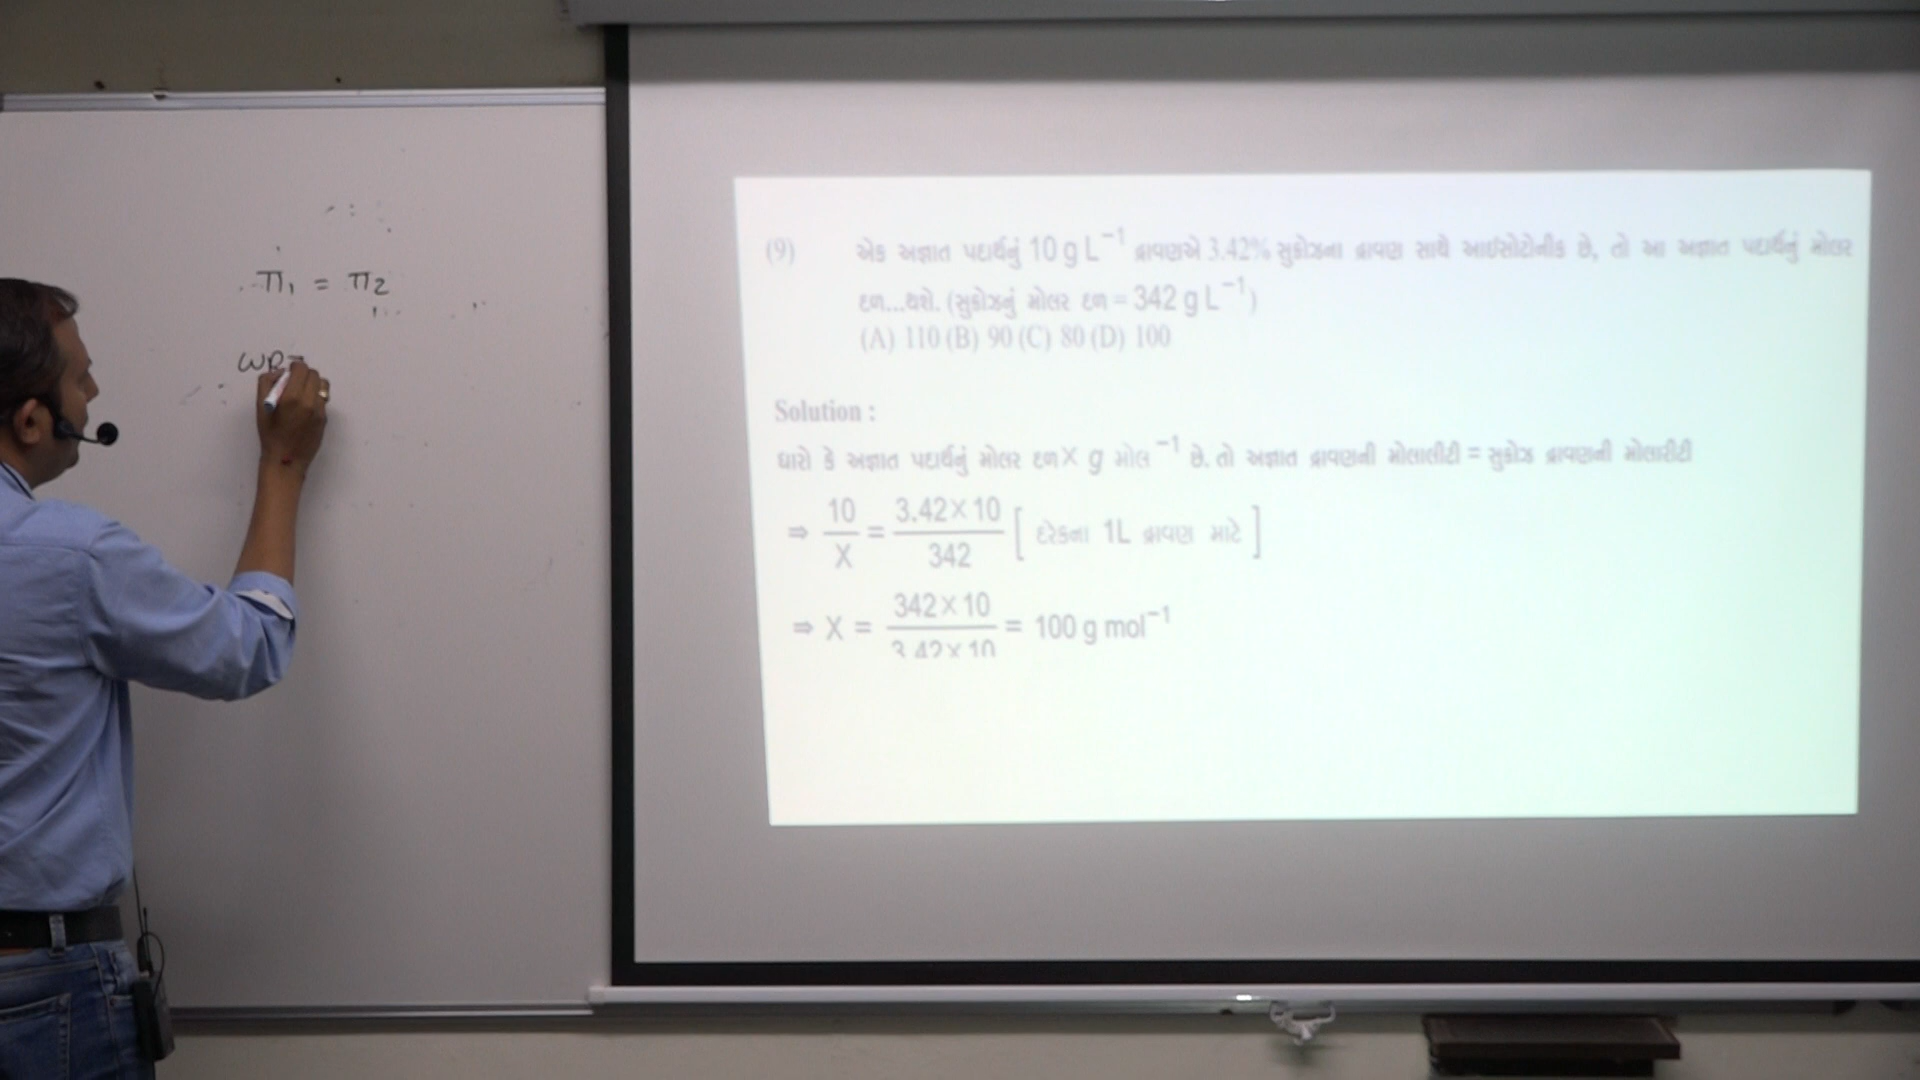 π₁ = π₂
WR=
(9) એક અજ્ઞાત પદાર્થનું 10 g L⁻¹ દ્રાવણએ 3.42% સુક્રોઝના દ્રાવણ સાથે આઈસોટોનીક છે, તો આ અજ્ઞાત પદાર્થનું મોલર
દળ...થશે. (સુક્રોઝનું મોલર દળ = 342 g L⁻¹)
(A) 110 (B) 90 (C) 80 (D) 100
Solution :
ધારો કે અજ્ઞાત પદાર્થનું મોલર દળ X g મોલ⁻¹ છે. તો અજ્ઞાત દ્રાવણની મોલાલીટી = સુક્રોઝ દ્રાવણની મોલારીટી
⇒ 10/X = 3.42×10/342 [ દરેકના 1L દ્રાવણ માટે ]
⇒ X = 342×10/3.42×10 = 100 g mol⁻¹